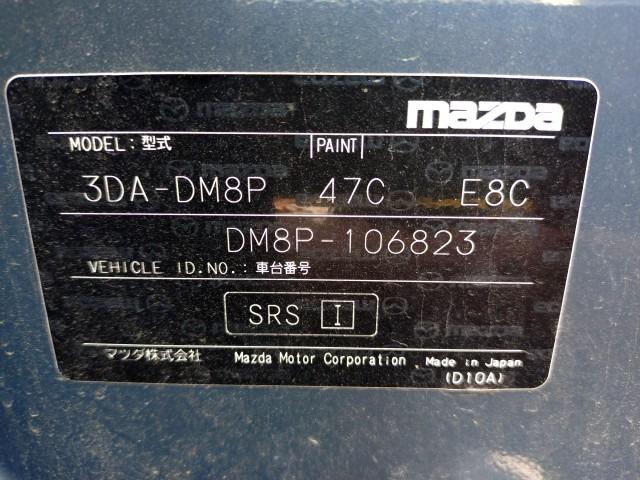 mazda
MODEL : 型式 PAINT
3DA-DM8P 47C E8C
DM8P-106823
VEHICLE ID.NO. : 車台番号
SRS I
マツダ株式会社 Mazda Motor Corporation . Made in Japan
(D10A)